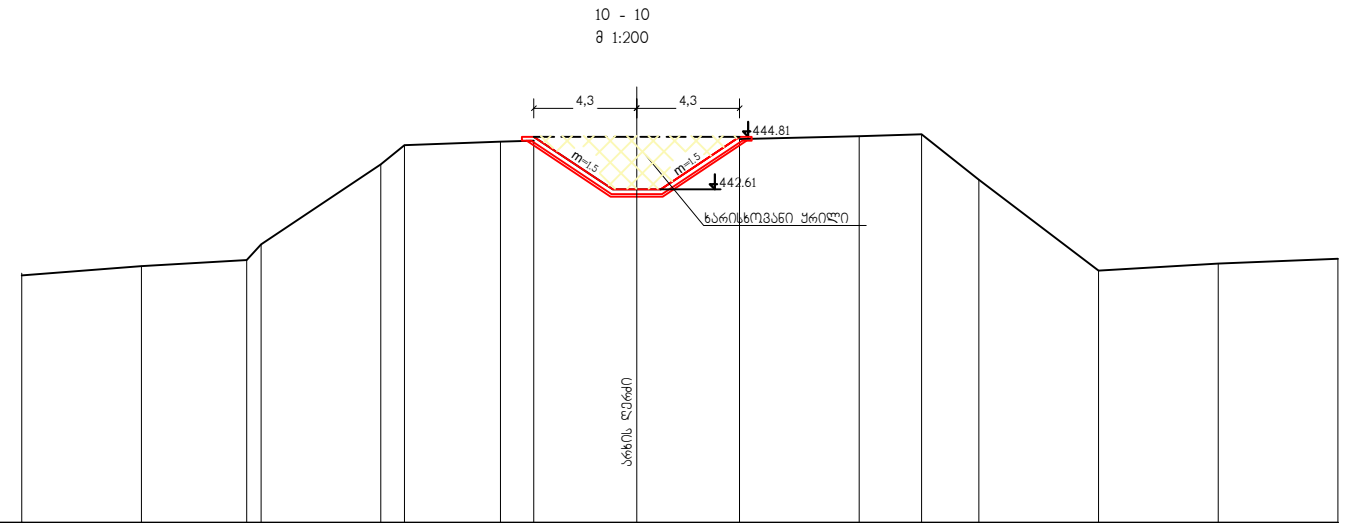 10 - 10
მ 1:200
4,3
4,3
444.81
m=1.5
m=1.5
442.61
ხარისხოვანი ყრილი
არხის ღერძი